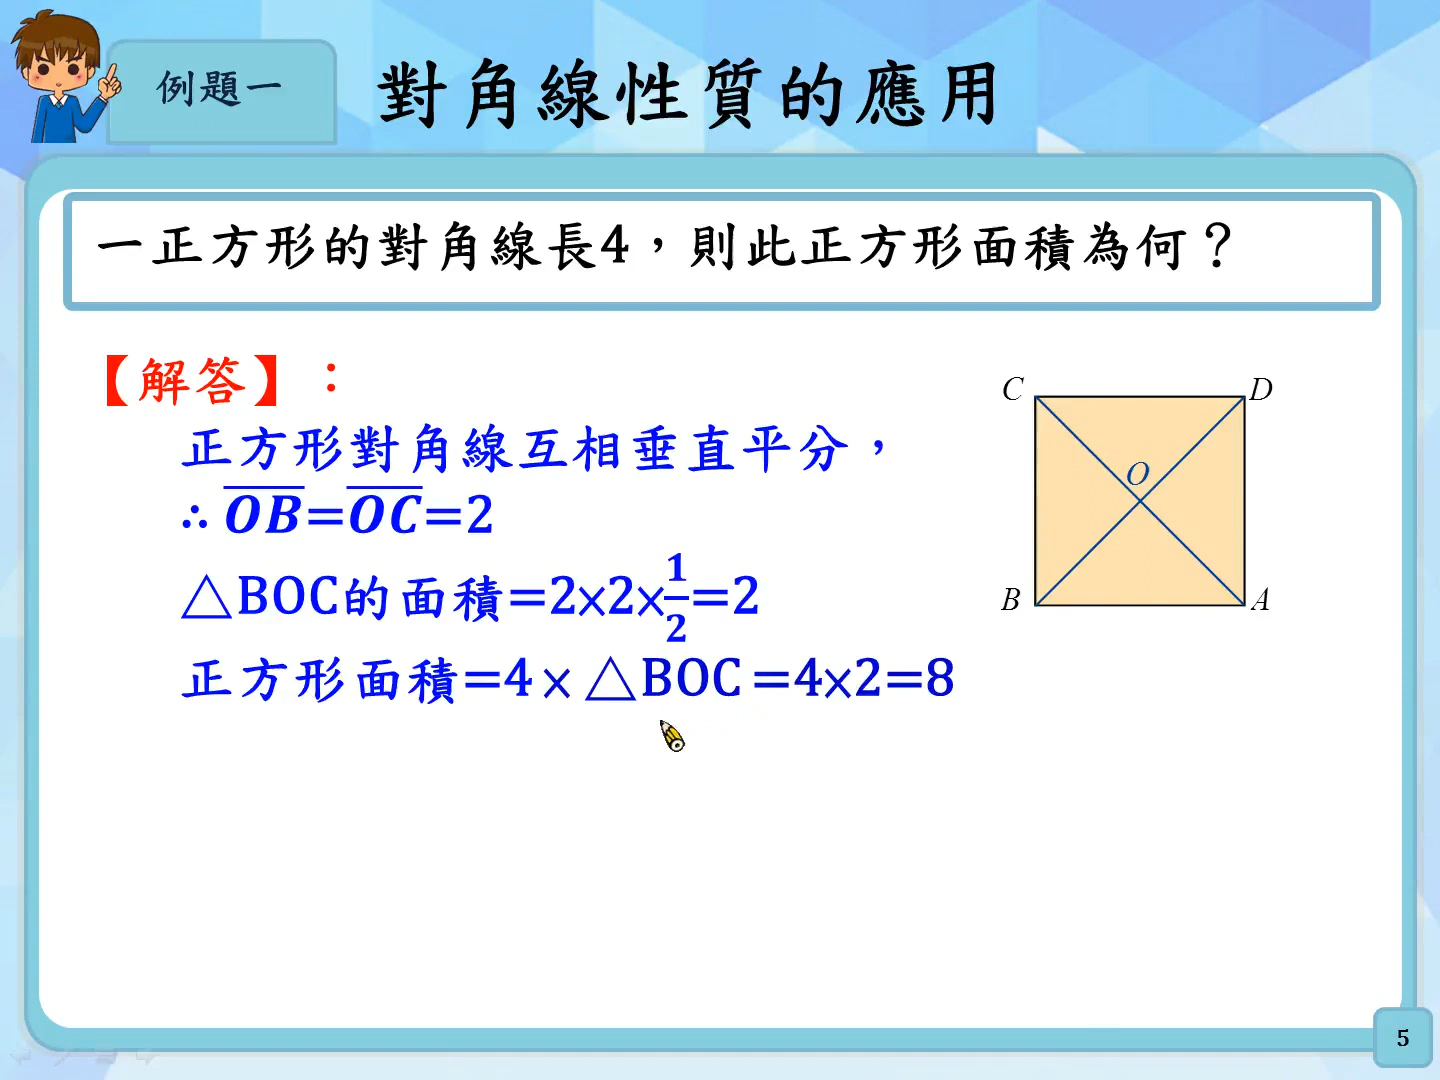 例題一
對角線性質的應用
一正方形的對角線長4，則此正方形面積為何？
【解答】：
正方形對角線互相垂直平分，
∴ $\overline{OB}$=$\overline{OC}$=2
△BOC的面積=2×2×$\frac{1}{2}$=2
正方形面積=4×△BOC=4×2=8
C
D
O
B
A
5